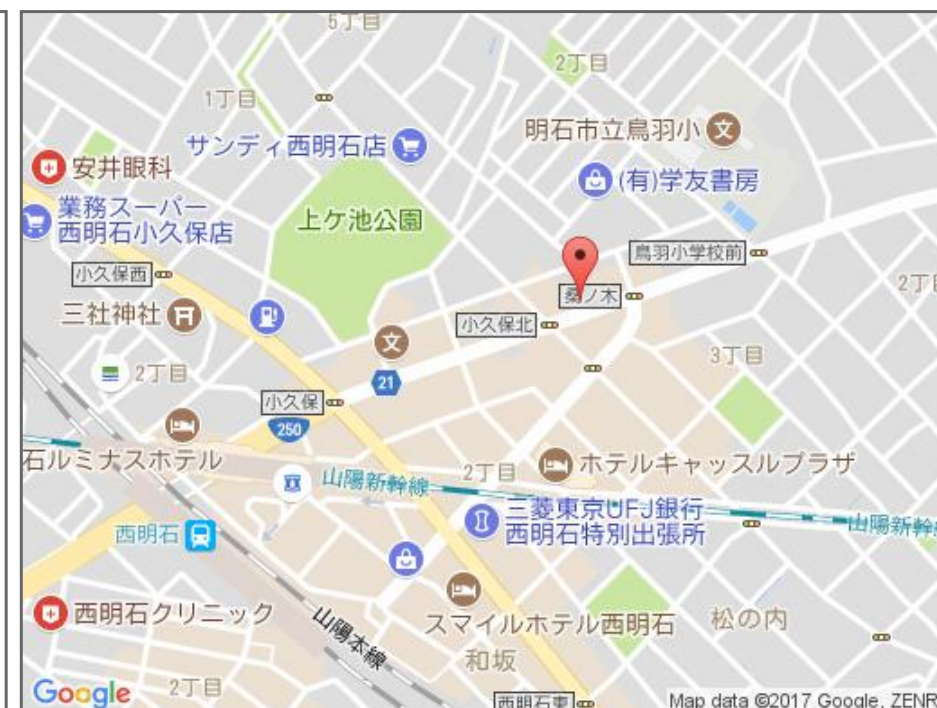 5丁目
2丁目
1丁目
サンディ西明石店
明石市立鳥羽小
文
安井眼科
(有)学友書房
業務スーパー
西明石小久保店
上ケ池公園
鳥羽小学校前
小久保西
桑ノ木
2丁目
三社神社
小久保北
文
3丁目
2丁目
21
小久保
250
石ルミナスホテル
山陽新幹線
2丁目
ホテルキャッスルプラザ
三菱東京UFJ銀行
西明石特別出張所
山陽新幹線
西明石
西明石クリニック
山陽本線
スマイルホテル西明石
松の内
和坂
Google
2丁目
西明石東
Map data ©2017 Google, ZENR